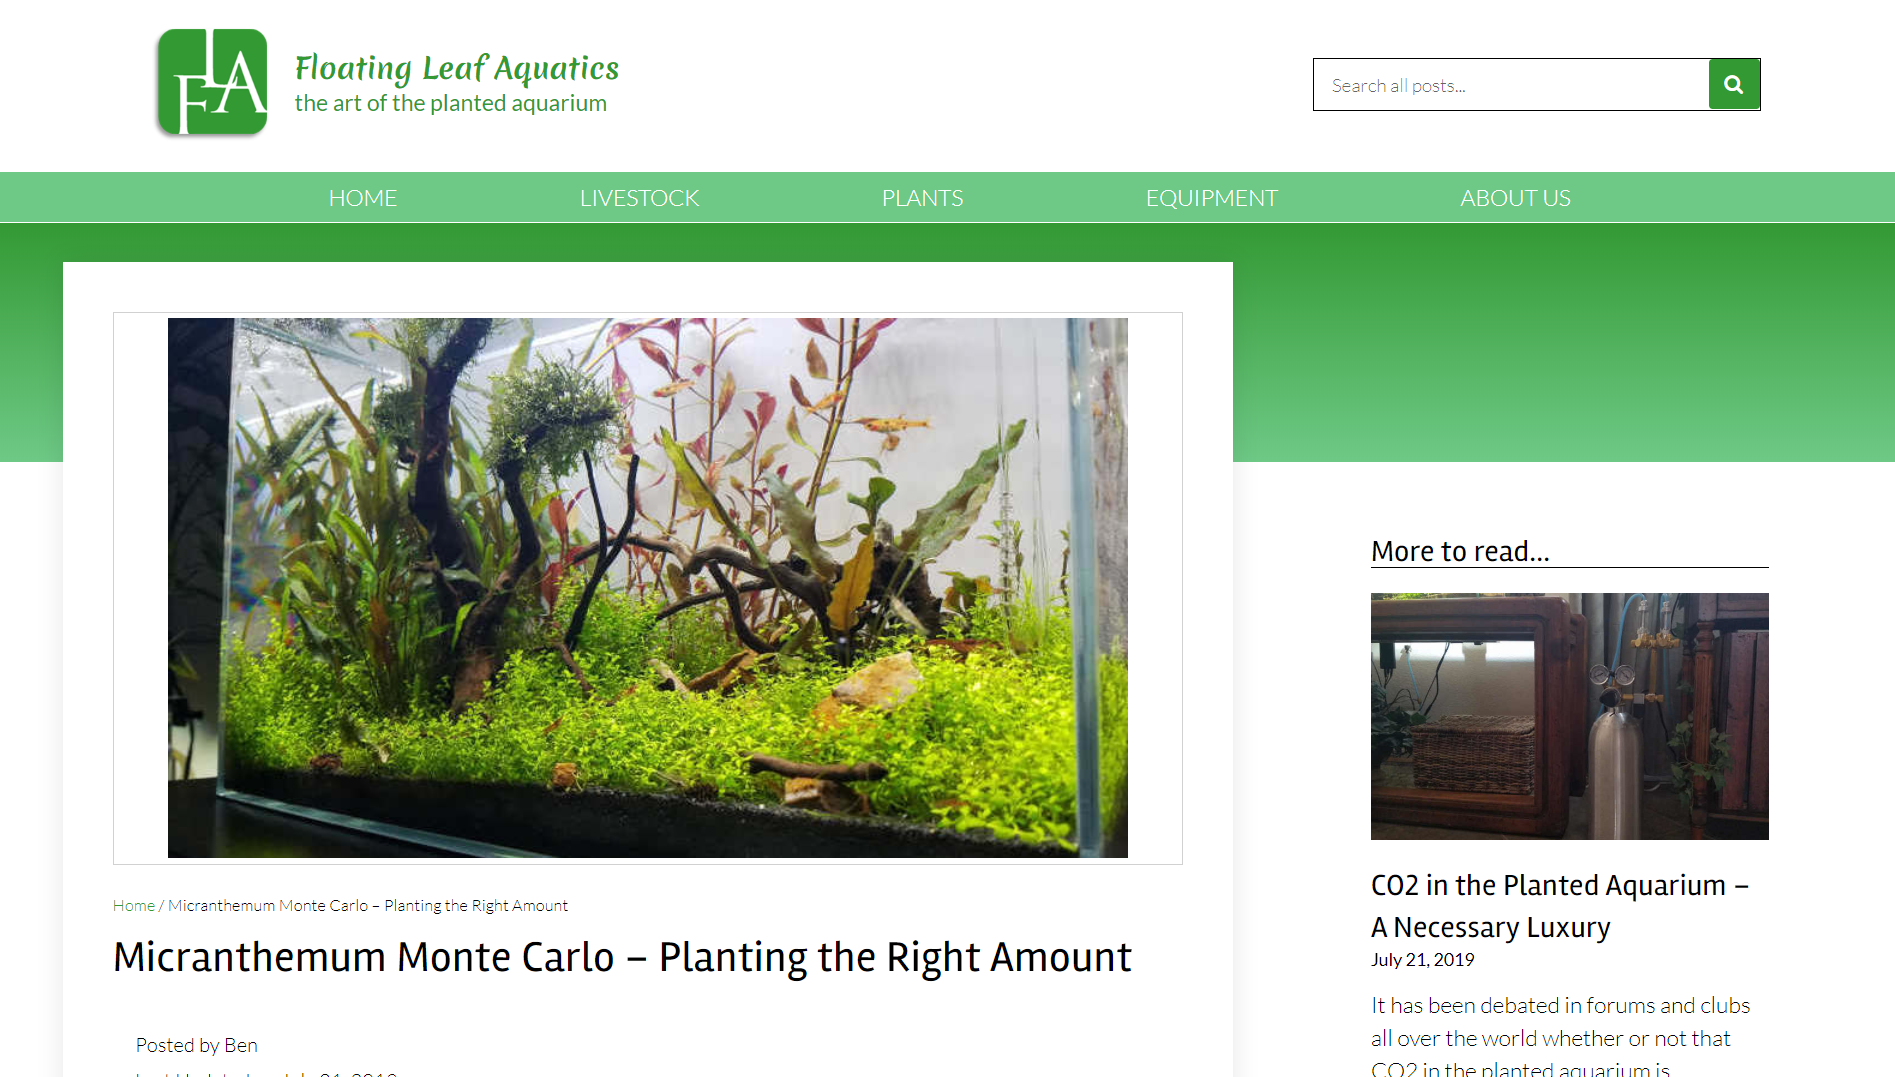 FLA
Floating Leaf Aquatics
the art of the planted aquarium
Search all posts...
HOME
LIVESTOCK
PLANTS
EQUIPMENT
ABOUT US
Home / Micranthemum Monte Carlo – Planting the Right Amount
Micranthemum Monte Carlo – Planting the Right Amount
Posted by Ben
More to read...
CO2 in the Planted Aquarium –
A Necessary Luxury
July 21, 2019
It has been debated in forums and clubs
all over the world whether or not that
CO2 in the planted aquarium is